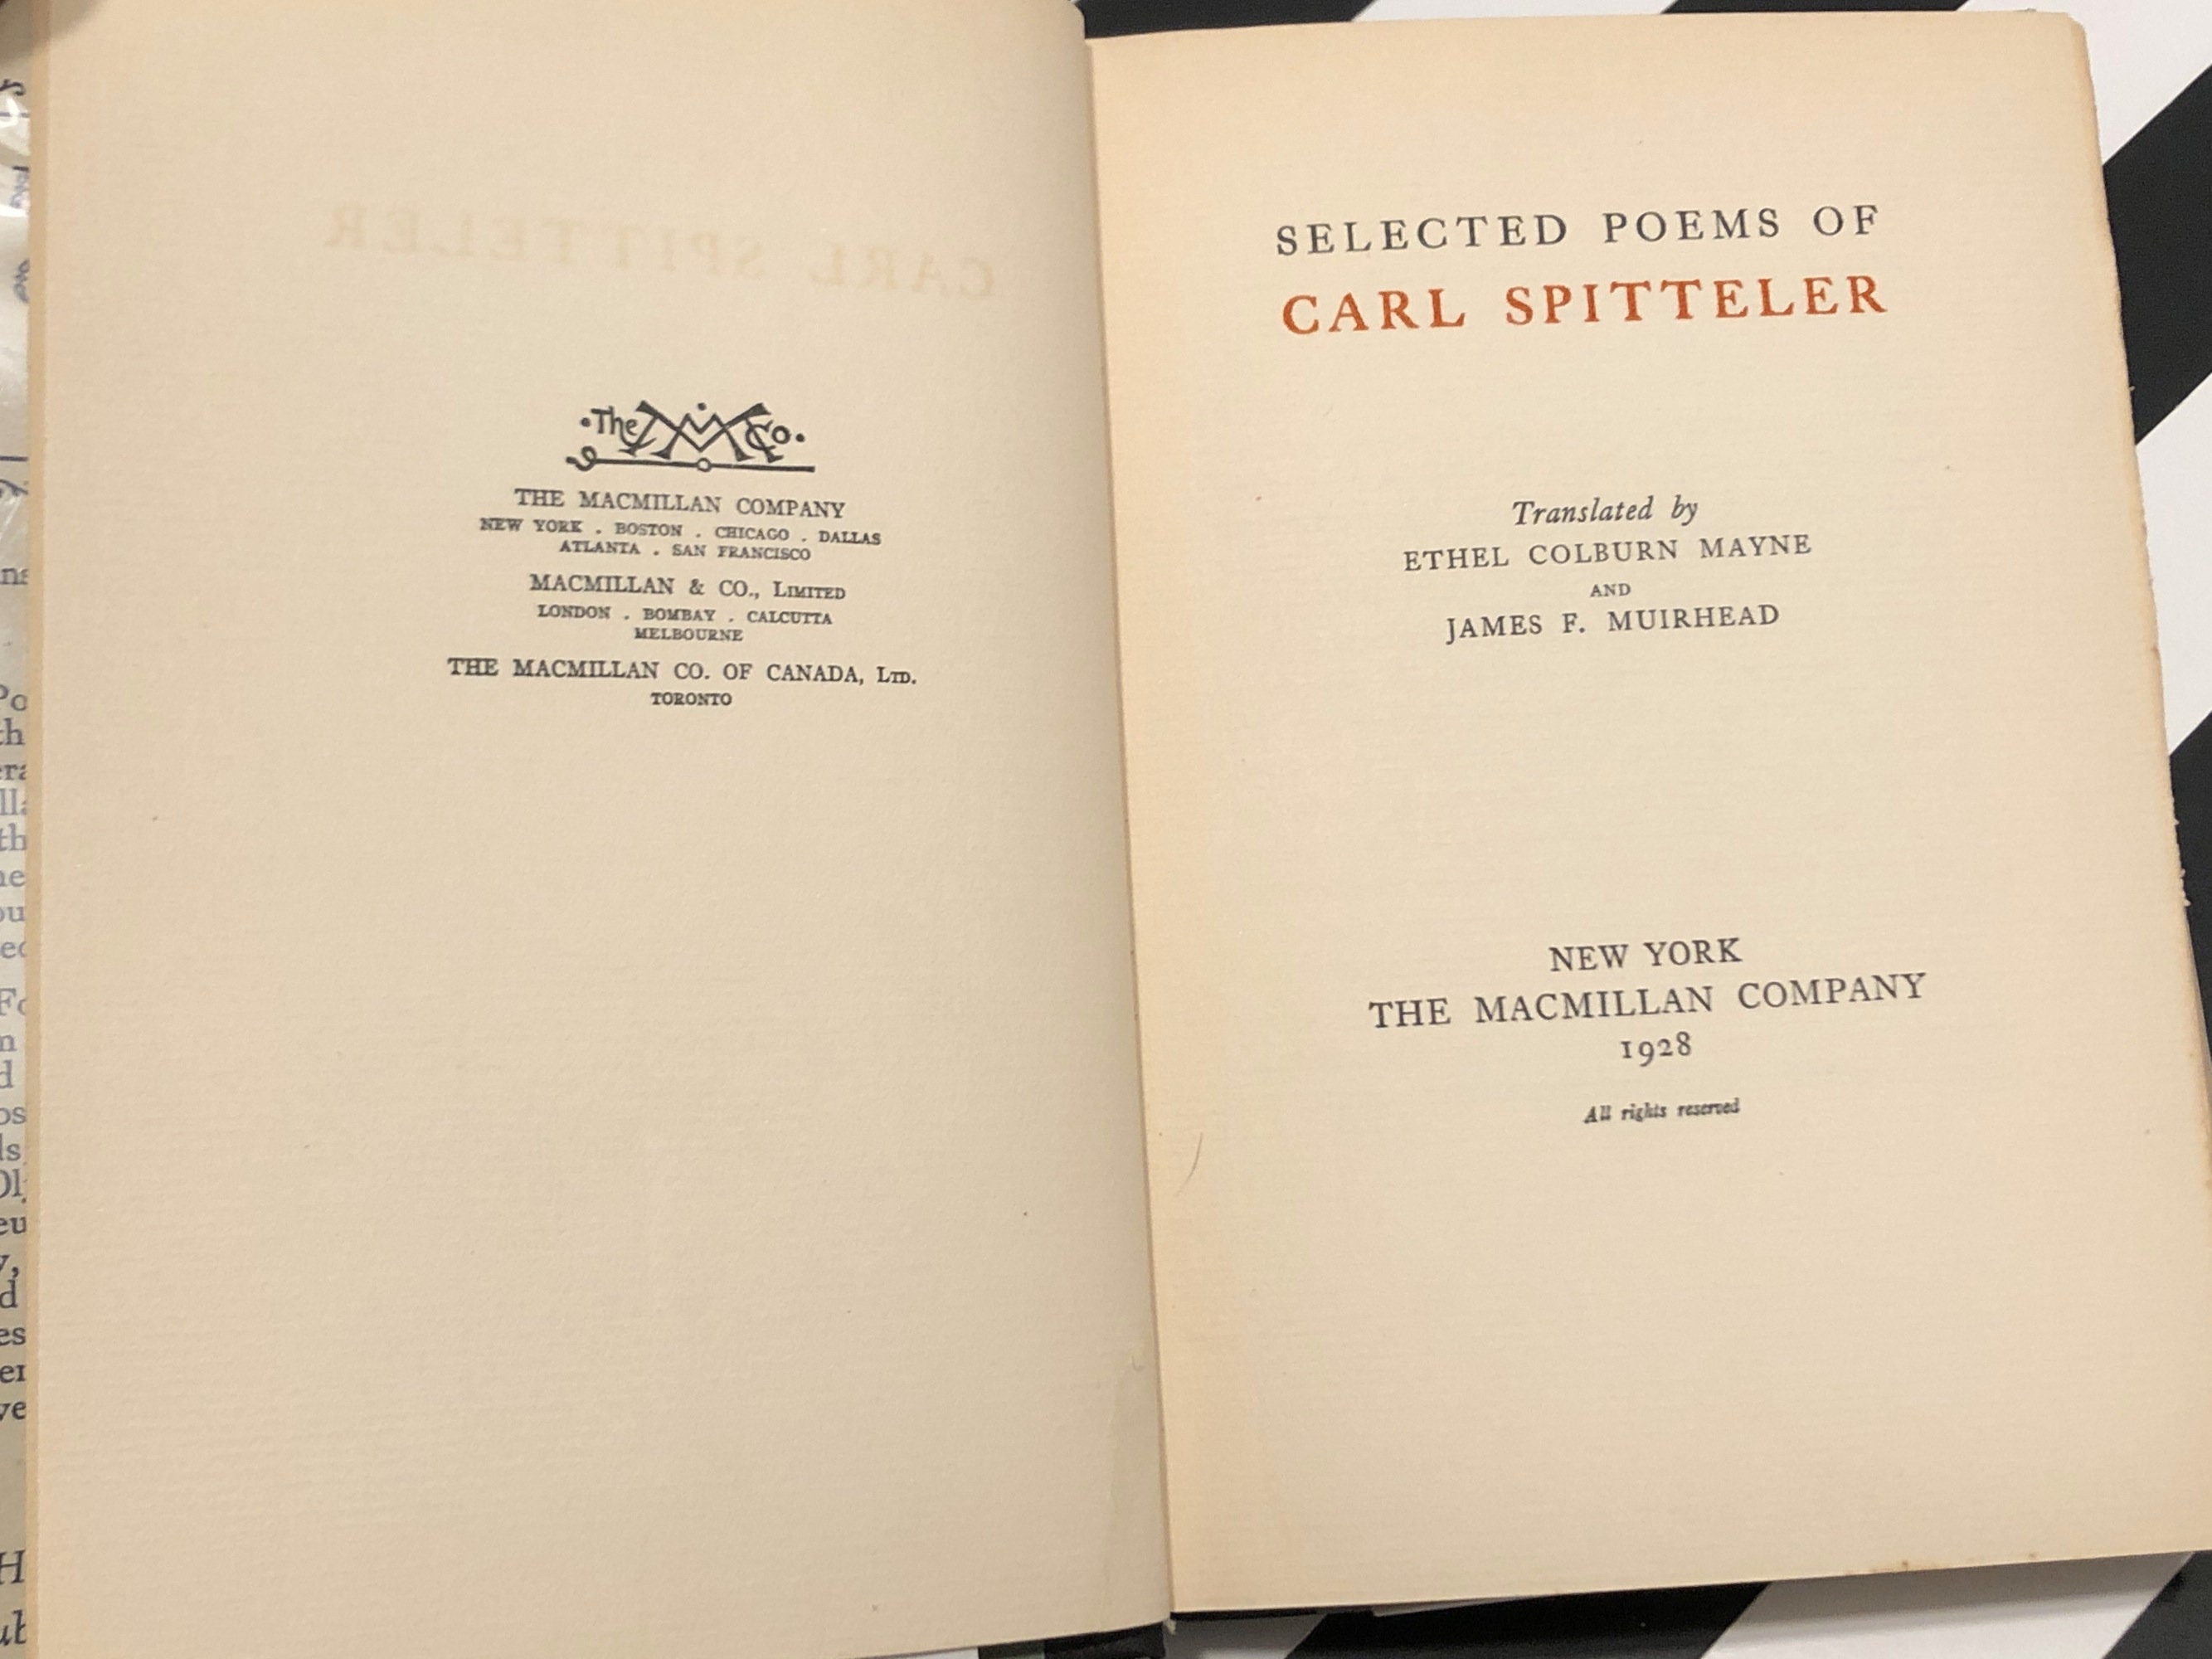 The M Co.
THE MACMILLAN COMPANY
NEW YORK . BOSTON . CHICAGO . DALLAS
ATLANTA . SAN FRANCISCO
MACMILLAN & CO., LIMITED
LONDON . BOMBAY . CALCUTTA
MELBOURNE
THE MACMILLAN CO. OF CANADA, LTD.
TORONTO
SELECTED POEMS OF
CARL SPITTELER
Translated by
ETHEL COLBURN MAYNE
AND
JAMES F. MUIRHEAD
NEW YORK
THE MACMILLAN COMPANY
1928
All rights reserved